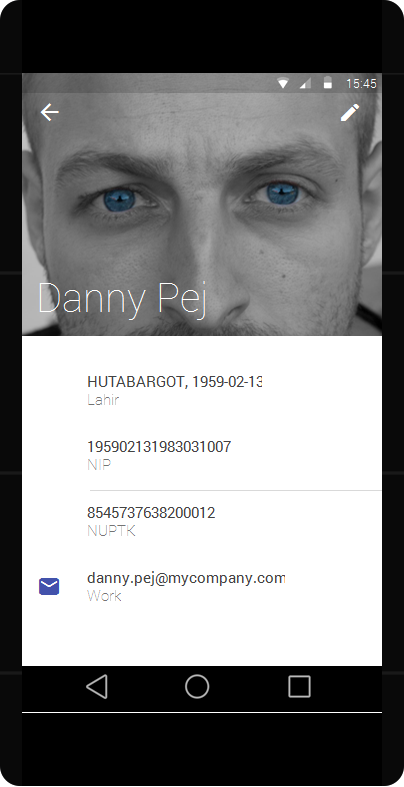 15:45
Danny Pej
HUTABARGOT, 1959-02-13
Lahir
195902131983031007
NIP
8545737638200012
NUPTK
danny.pej@mycompany.com
Work